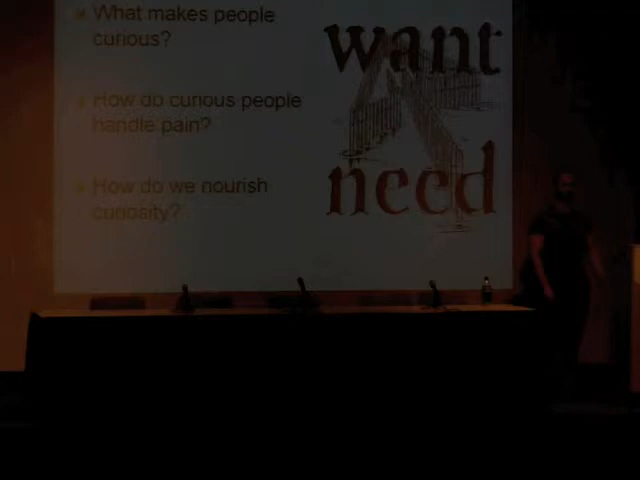 What makes people
curious?
How do curious people
handle pain?
How do we nourish
curiosity?
want
need